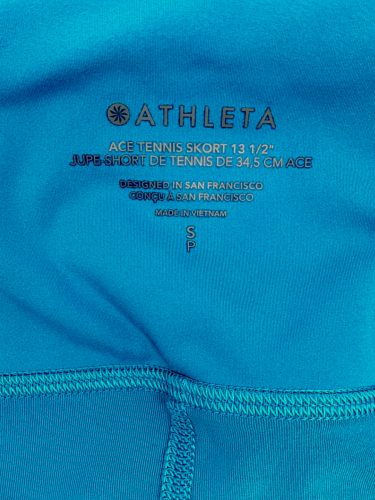 ATHLETA
ACE TENNIS SKORT 13 1/2"
JUPE-SHORT DE TENNIS DE 34,5 CM ACE
DESIGNED IN SAN FRANCISCO
CONÇU À SAN FRANCISCO
MADE IN VIETNAM
S
P